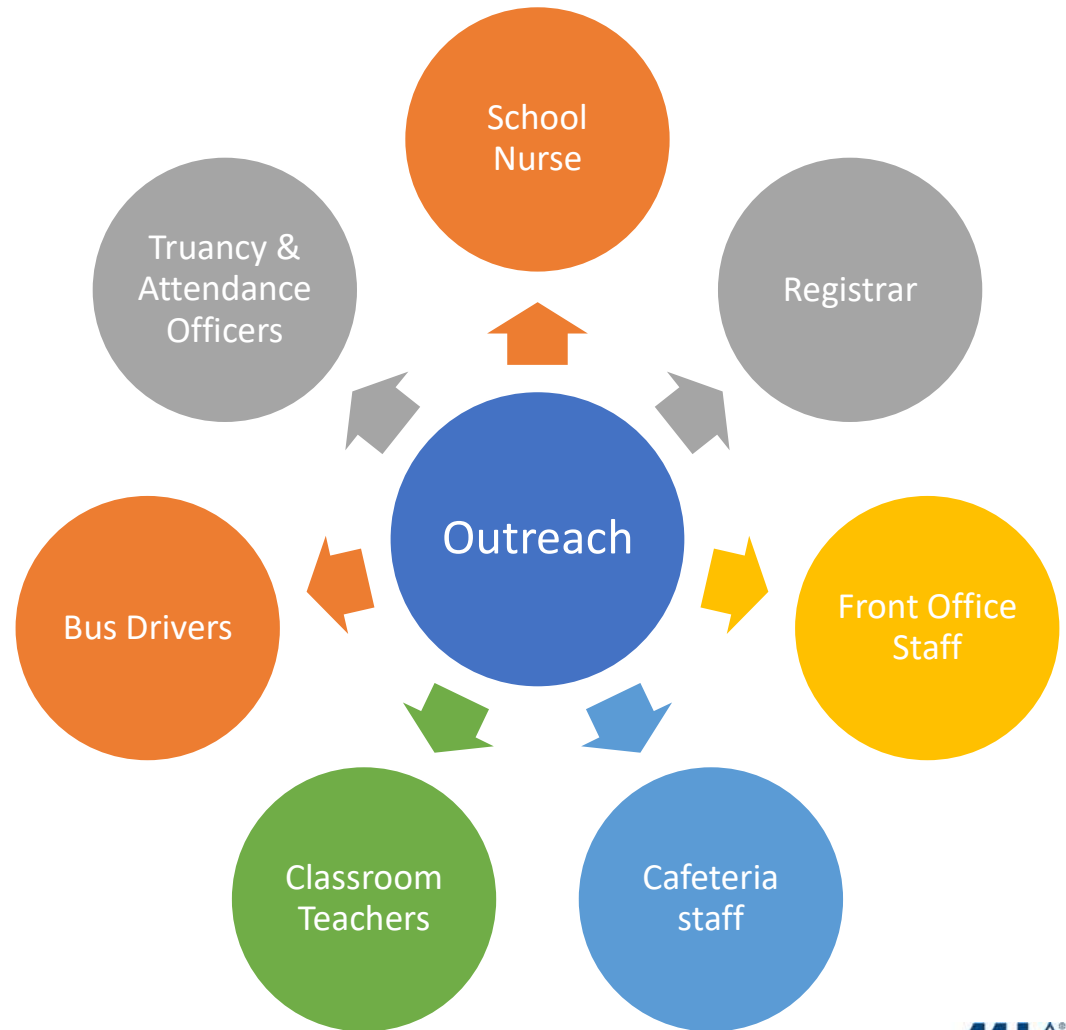 School
Nurse
Truancy &
Attendance
Officers
Registrar
Outreach
Bus Drivers
Front Office
Staff
Classroom
Teachers
Cafeteria
staff